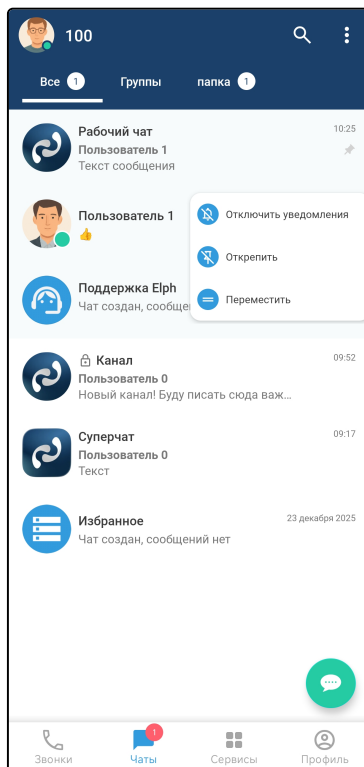 100
Все 1 Группы папка 1
Рабочий чат 10:25
Пользователь 1
Текст сообщения
Пользователь 1
👍
Отключить уведомления
Открепить
Переместить
Поддержка Elph
Чат создан, сообще
Канал 09:52
Пользователь 0
Новый канал! Буду писать сюда важ...
Суперчат 09:17
Пользователь 0
Текст
Избранное 23 декабря 2025
Чат создан, сообщений нет
1
Звонки Чаты Сервисы Профиль